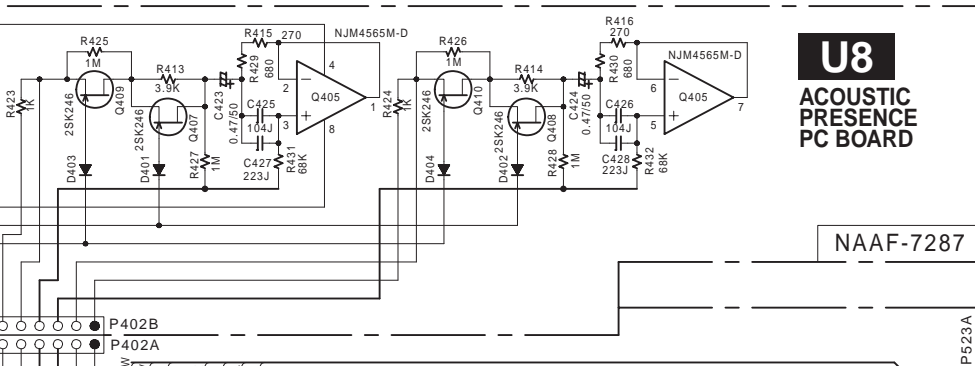 R425
1M
R413
3.9K
R423
1K
2SK246
Q409
2SK246
Q407
C423
0.47/50
R415 270
R429
680
NJM4565M-D
4
2
Q405
1
3
8
C425
104J
C427
223J
R431
68K
R427
1M
D403
D401
R426
1M
R414
3.9K
R424
1K
2SK246
Q410
2SK246
Q408
C424
0.47/50
R416
270
R430
680
NJM4565M-D
6
Q405
7
5
C426
104J
C428
223J
R432
68K
R428
1M
D404
D402
U8
ACOUSTIC
PRESENCE
PC BOARD
NAAF-7287
P402B
P402A
W
P523A